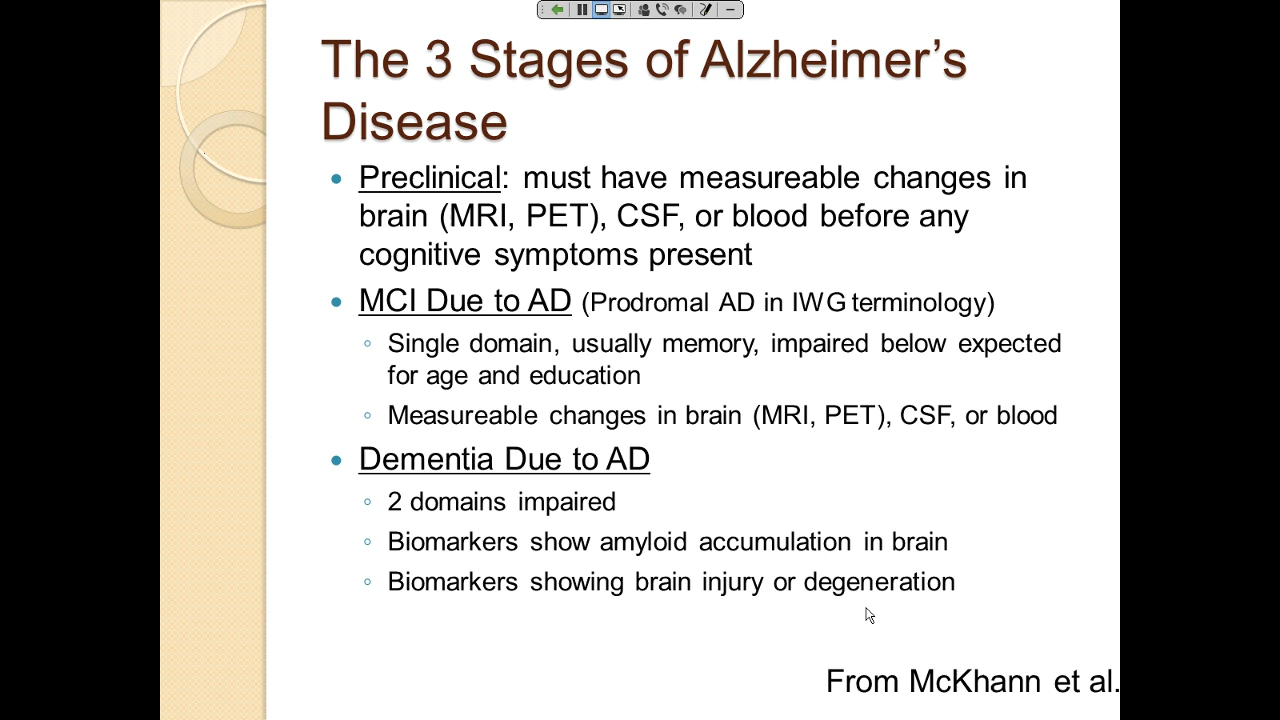 The 3 Stages of Alzheimer’s
Disease
Preclinical: must have measureable changes in
brain (MRI, PET), CSF, or blood before any
cognitive symptoms present
MCI Due to AD (Prodromal AD in IWG terminology)
Single domain, usually memory, impaired below expected
for age and education
Measureable changes in brain (MRI, PET), CSF, or blood
Dementia Due to AD
2 domains impaired
Biomarkers show amyloid accumulation in brain
Biomarkers showing brain injury or degeneration
From McKhann et al.